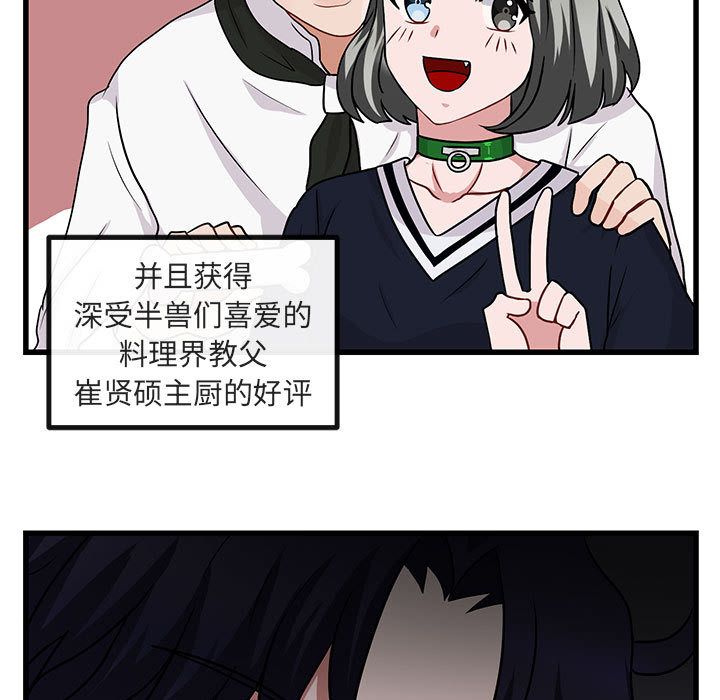 并且获得
深受半兽们喜爱的
料理界教父
崔贤硕主厨的好评